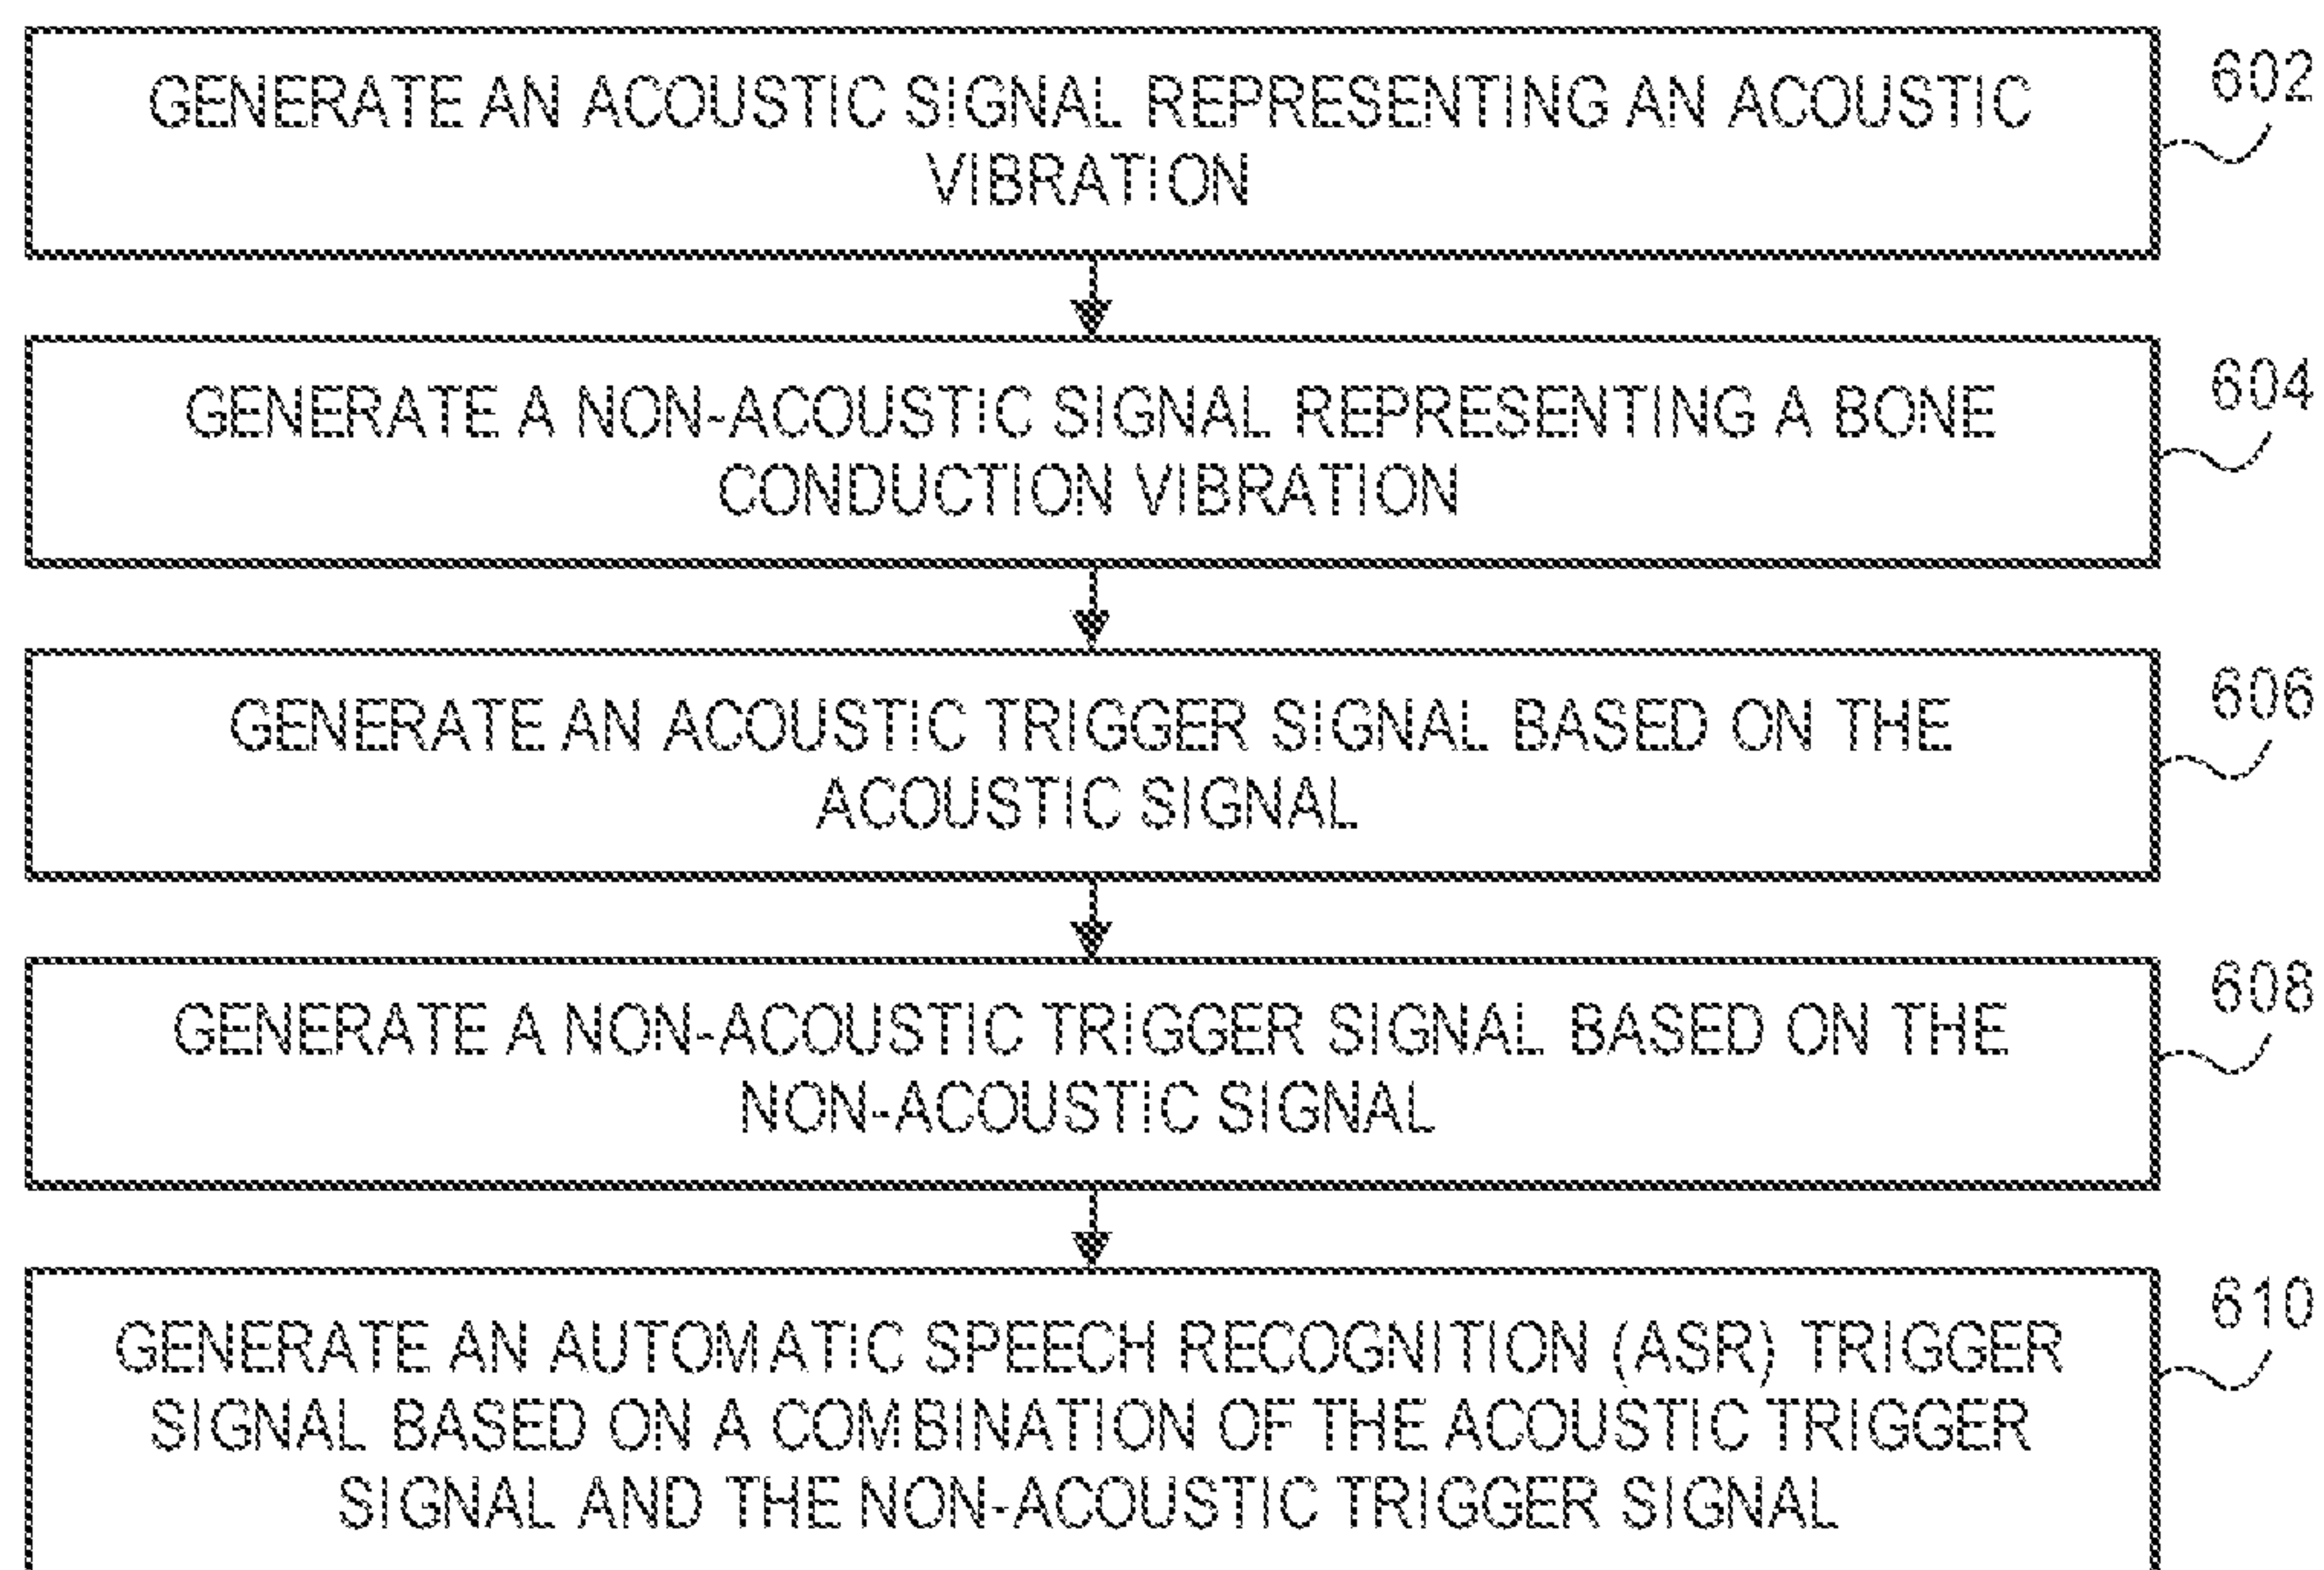 GENERATE AN ACOUSTIC SIGNAL REPRESENTING AN ACOUSTIC
VIBRATION
602
GENERATE A NON-ACOUSTIC SIGNAL REPRESENTING A BONE
CONDUCTION VIBRATION
604
GENERATE AN ACOUSTIC TRIGGER SIGNAL BASED ON THE
ACOUSTIC SIGNAL
606
GENERATE A NON-ACOUSTIC TRIGGER SIGNAL BASED ON THE
NON-ACOUSTIC SIGNAL
608
GENERATE AN AUTOMATIC SPEECH RECOGNITION (ASR) TRIGGER
SIGNAL BASED ON A COMBINATION OF THE ACOUSTIC TRIGGER
SIGNAL AND THE NON-ACOUSTIC TRIGGER SIGNAL
610